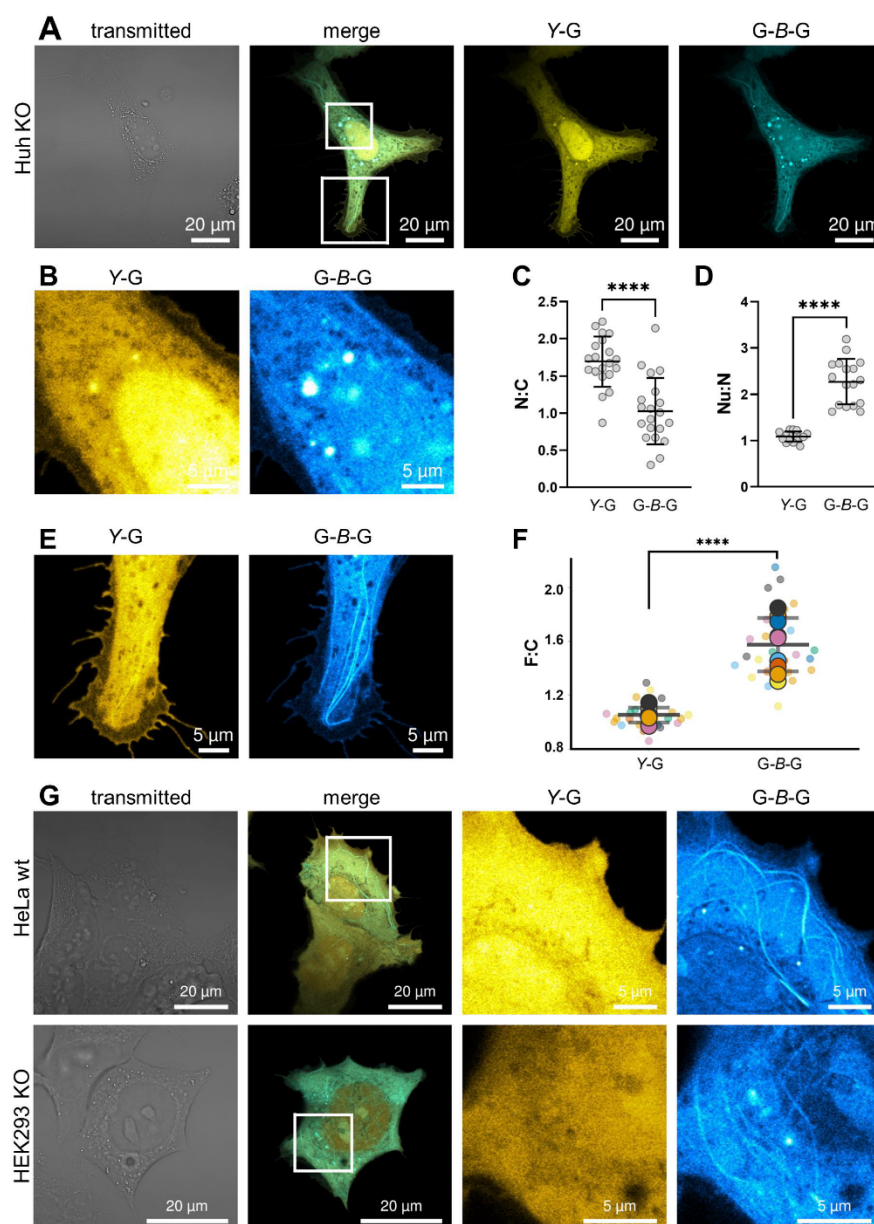 A
transmitted
merge
Y-G
G-B-G
Huh KO
20 µm
20 µm
20 µm
20 µm
B
Y-G
G-B-G
5 µm
5 µm
C
****
N:C
2.5
2.0
1.5
1.0
0.5
0.0
Y-G
G-B-G
D
****
Nu:N
4
3
2
1
0
Y-G
G-B-G
E
Y-G
G-B-G
5 µm
5 µm
F
****
F:C
2.0
1.6
1.2
0.8
Y-G
G-B-G
G
transmitted
merge
Y-G
G-B-G
HeLa wt
20 µm
20 µm
5 µm
5 µm
HEK293 KO
20 µm
20 µm
5 µm
5 µm